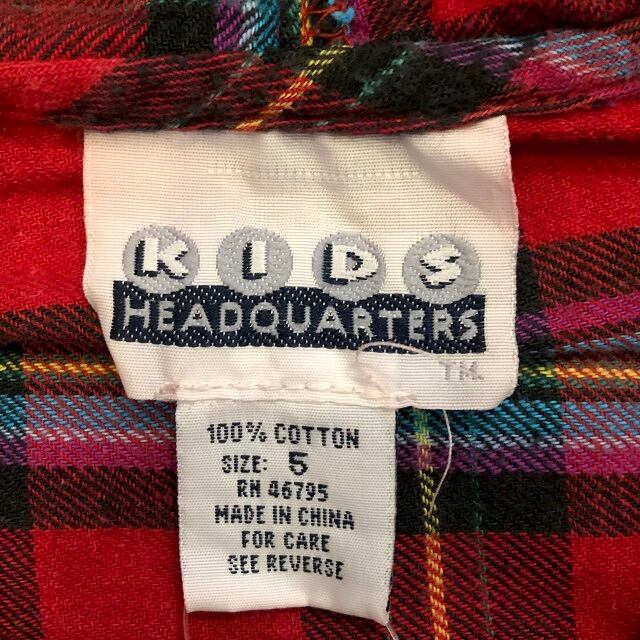 KIDS
HEADQUARTERS
TM.
100% COTTON
SIZE: 5
RN 46795
MADE IN CHINA
FOR CARE
SEE REVERSE